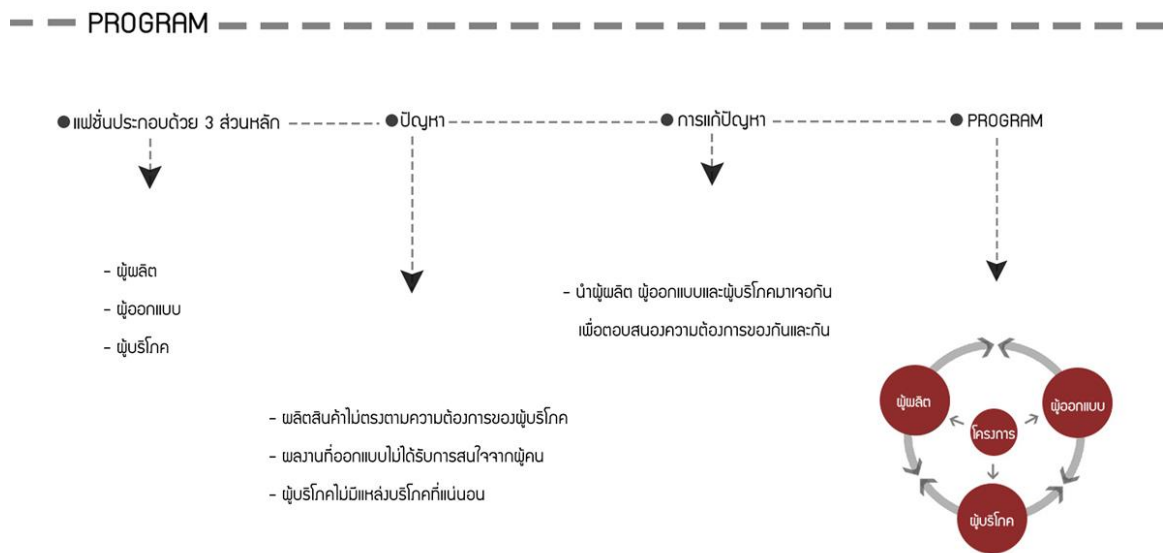 PROGRAM
แฟชั่นประกอบด้วย 3 ส่วนหลัก
ปัญหา
การแก้ปัญหา
PROGRAM
- ผู้ผลิต
- ผู้ออกแบบ
- ผู้บริโภค
- ผลิตสินค้าไม่ตรงตามความต้องการของผู้บริโภค
- ผลงานที่ออกแบบไม่ได้รับการสนใจจากผู้คน
- ผู้บริโภคไม่มีแหล่งบริโภคที่แน่นอน
- นำผู้ผลิต ผู้ออกแบบและผู้บริโภคมาเจอกัน
เพื่อตอบสนองความต้องการของกันและกัน
ผู้ผลิต
ผู้ออกแบบ
โครงการ
ผู้บริโภค